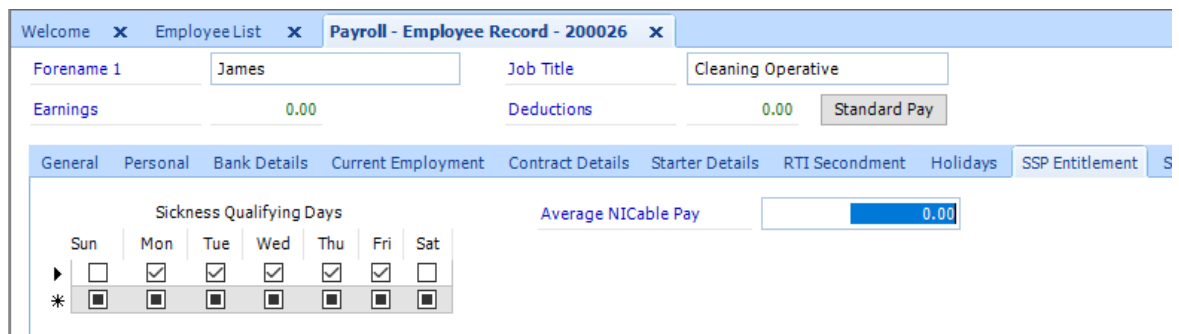 Welcome x Employee List x Payroll - Employee Record - 200026 x
Forename 1 James Job Title Cleaning Operative
Earnings 0.00 Deductions 0.00 Standard Pay
General Personal Bank Details Current Employment Contract Details Starter Details RTI Secondment Holidays SSP Entitlement S
Sickness Qualifying Days Average NICable Pay 0.00
Sun Mon Tue Wed Thu Fri Sat